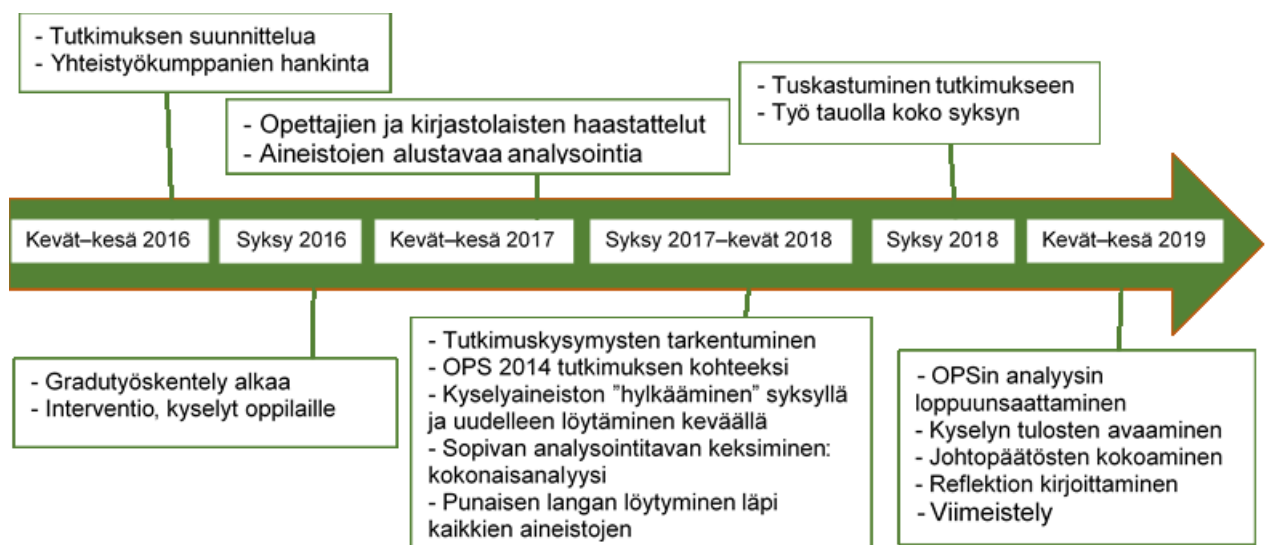 - Tutkimuksen suunnittelua
- Yhteistyökumppanien hankinta
- Opettajien ja kirjastolaisten haastattelut
- Aineistojen alustavaa analysointia
- Tuskastuminen tutkimukseen
- Työ tauolla koko syksyn
Kevät–kesä 2016
Syksy 2016
Kevät–kesä 2017
Syksy 2017–kevät 2018
Syksy 2018
Kevät–kesä 2019
- Gradutyöskentely alkaa
- Interventio, kyselyt oppilaille
- Tutkimuskysymysten tarkentuminen
- OPS 2014 tutkimuksen kohteeksi
- Kyselyaineiston ”hylkääminen” syksyllä
ja uudelleen löytäminen keväällä
- Sopivan analysointitavan keksiminen:
kokonaisanalyysi
- Punaisen langan löytyminen läpi
kaikkien aineistojen
- OPSin analyysin
loppuunsaattaminen
- Kyselyn tulosten avaaminen
- Johtopäätösten kokoaminen
- Reflektion kirjoittaminen
- Viimeistely